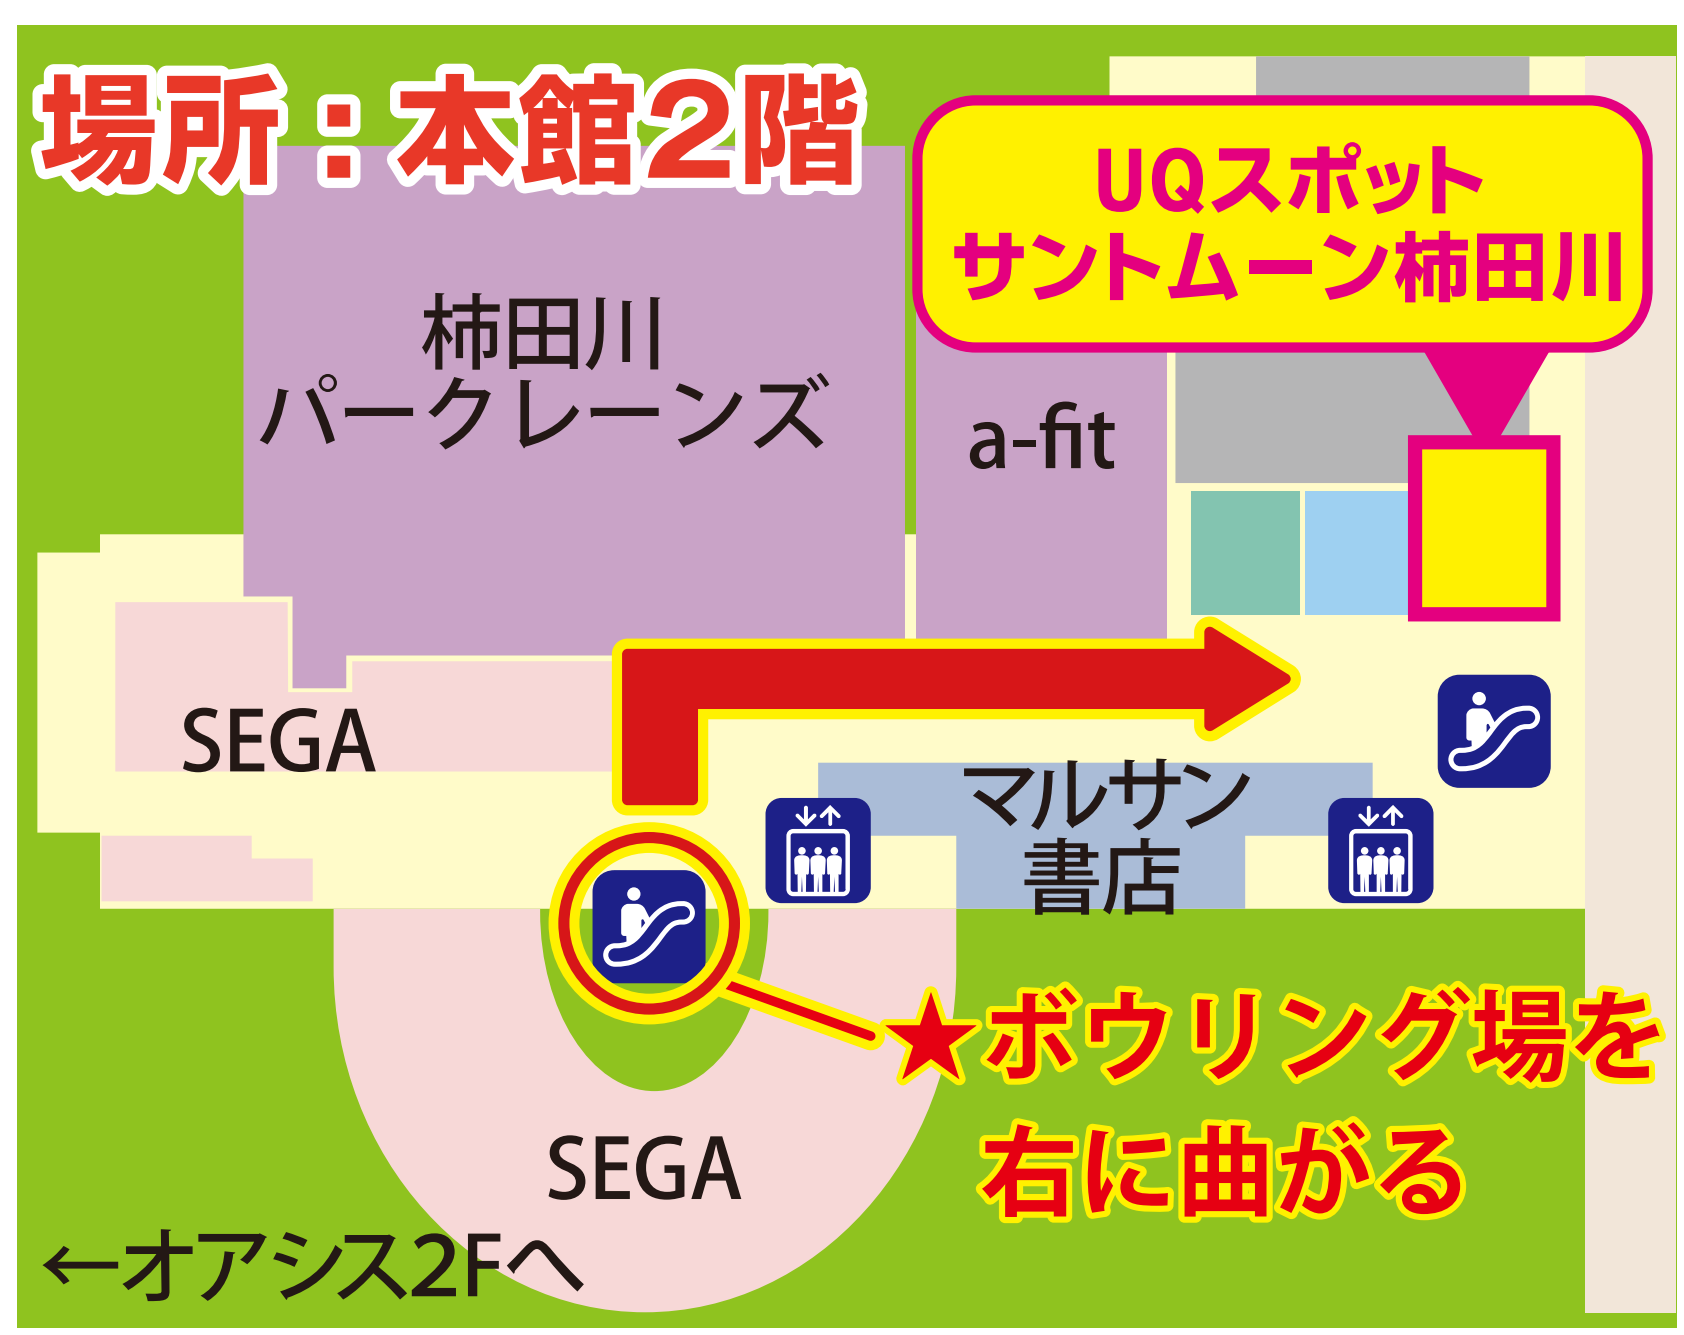 場所：本館2階
UQスポット
サントムーン柿田川
柿田川
パークレーンズ
a-fit
SEGA
マルサン
書店
★ボウリング場を
右に曲がる
SEGA
←オアシス2Fへ